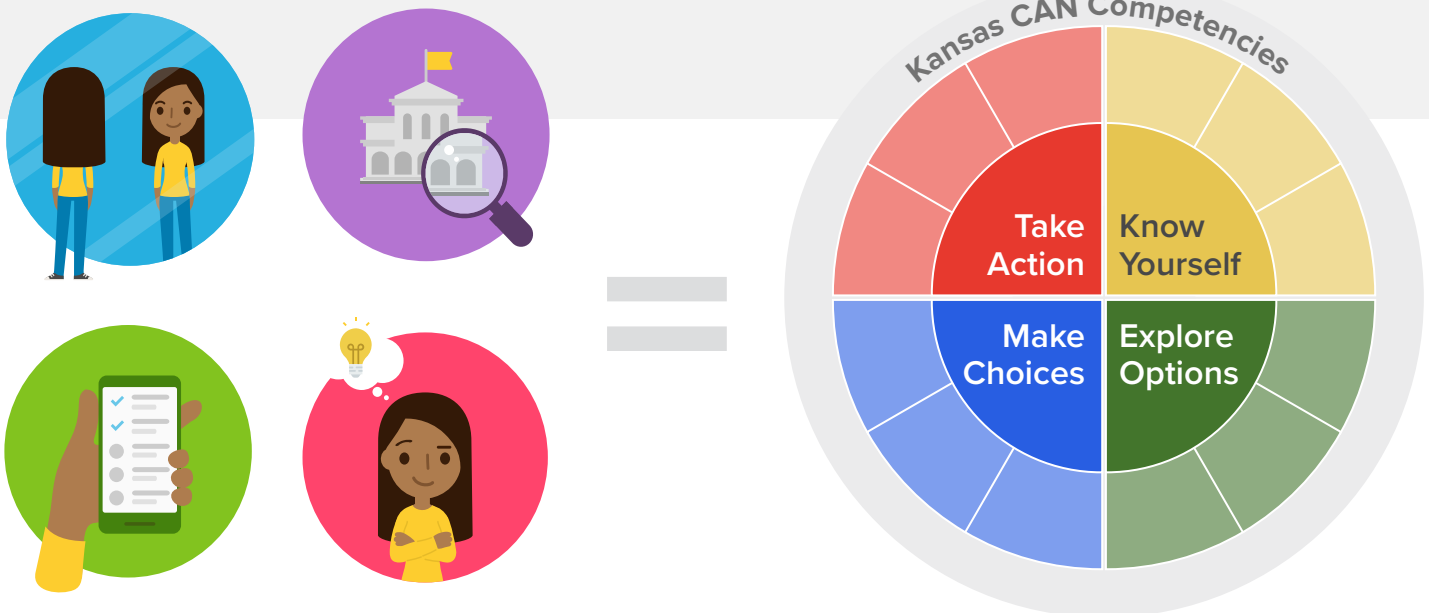 Kansas CAN Competencies
Take
Action
Know
Yourself
Make
Choices
Explore
Options